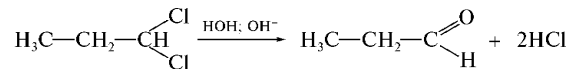 Cl
H₃C—CH₂—CH HOH; OH⁻ H₃C—CH₂—C O + 2HCl
Cl H